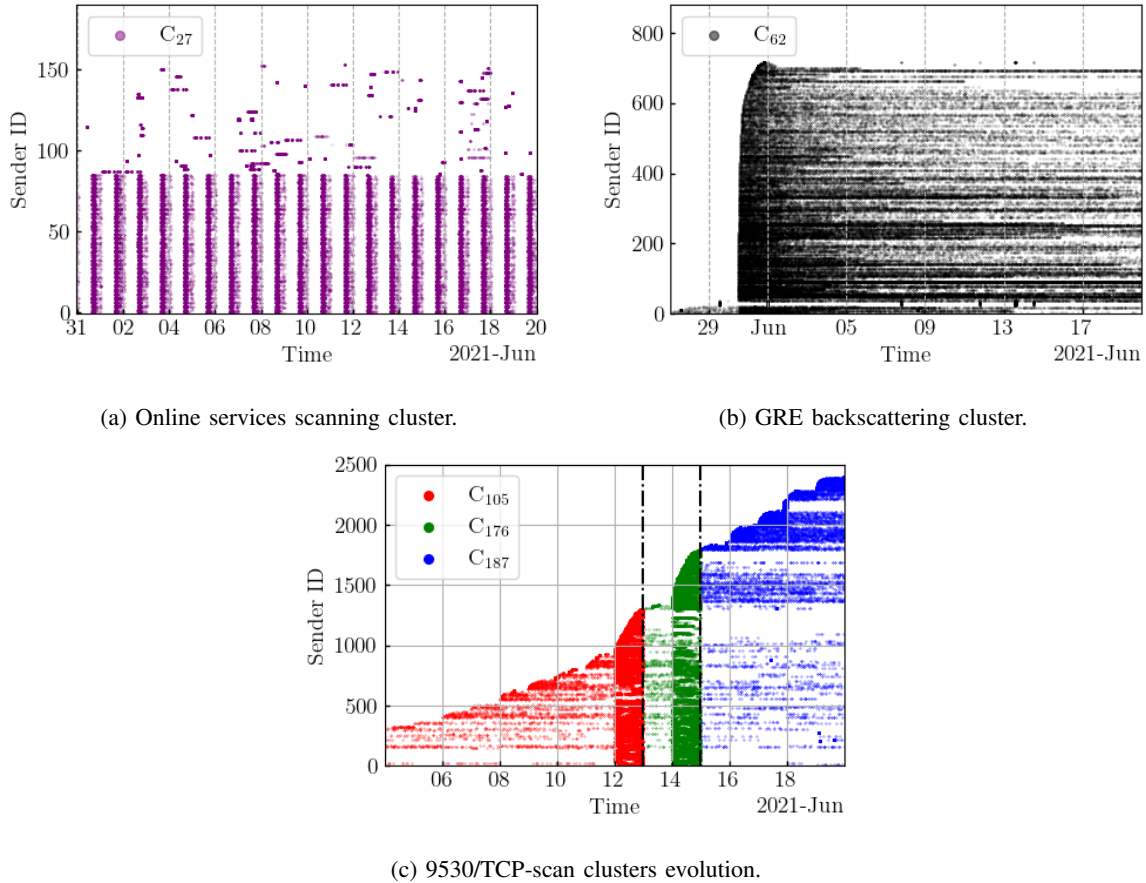 C27
150
100
50
0
Sender ID
31 02 04 06 08 10 12 14 16 18 20
Time
2021-Jun
(a) Online services scanning cluster.
C62
800
600
400
200
0
Sender ID
29 Jun 05 09 13 17
Time
2021-Jun
(b) GRE backscattering cluster.
C105
C176
C187
2500
2000
1500
1000
500
0
Sender ID
06 08 10 12 14 16 18
Time
2021-Jun
(c) 9530/TCP-scan clusters evolution.